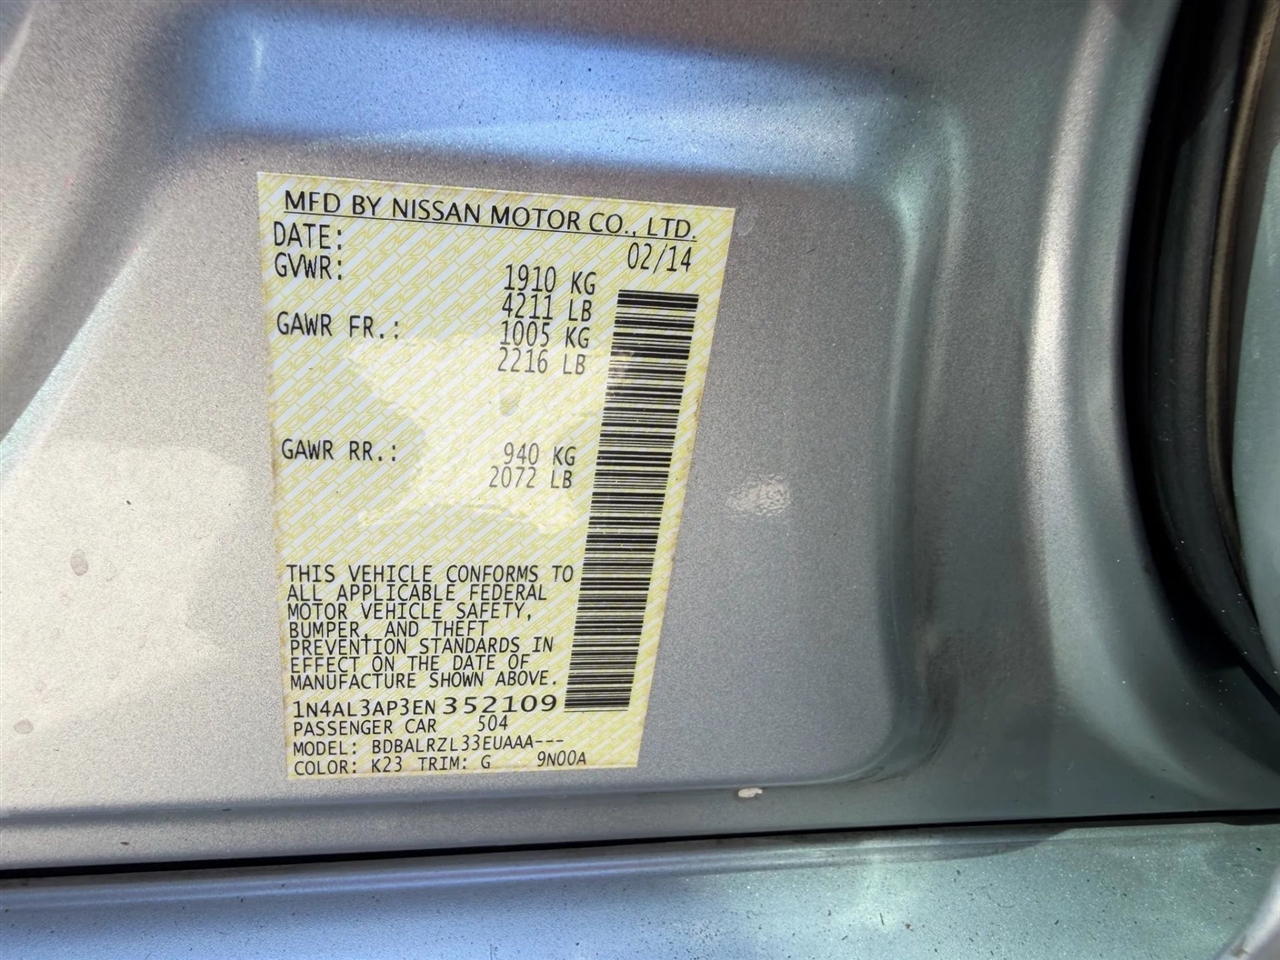 MFD BY NISSAN MOTOR CO., LTD.
DATE: 02/14
GVWR: 1910 KG
4211 LB
GAWR FR.: 1005 KG
2216 LB
GAWR RR.: 940 KG
2072 LB
THIS VEHICLE CONFORMS TO
ALL APPLICABLE FEDERAL
MOTOR VEHICLE SAFETY,
BUMPER, AND THEFT
PREVENTION STANDARDS IN
EFFECT ON THE DATE OF
MANUFACTURE SHOWN ABOVE.
1N4AL3AP3EN352109
PASSENGER CAR 504
MODEL: BDBALRZL33EUAAA---
COLOR: K23 TRIM: G 9N00A